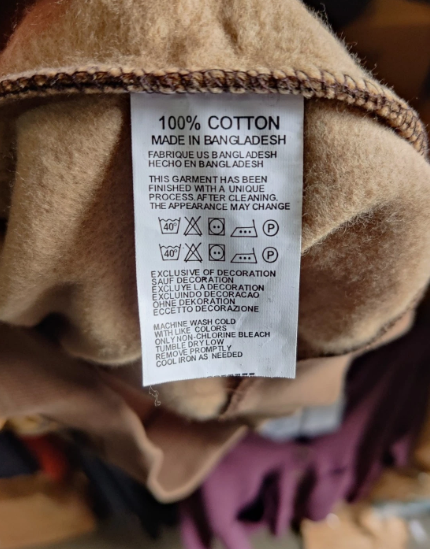 100% COTTON
MADE IN BANGLADESH
FABRIQUE US BANGLADESH
HECHO EN BANGLADESH
THIS GARMENT HAS BEEN
FINISHED WITH A UNIQUE
PROCESS AFTER CLEANING.
THE APPEARANCE MAY CHANGE
40° P
40° P
EXCLUSIVE OF DECORATION
SAUF DECORATION
EXCLUYE LA DECORATION
EXCLUINDO DECORACAO
OHNE DEKORATION
ECCETTO DECORAZIONE
MACHINE WASH COLD
WITH LIKE COLORS
ONLY NON-CHLORINE BLEACH
TUMBLE DRY LOW
REMOVE PROMPTLY
COOL IRON AS NEEDED